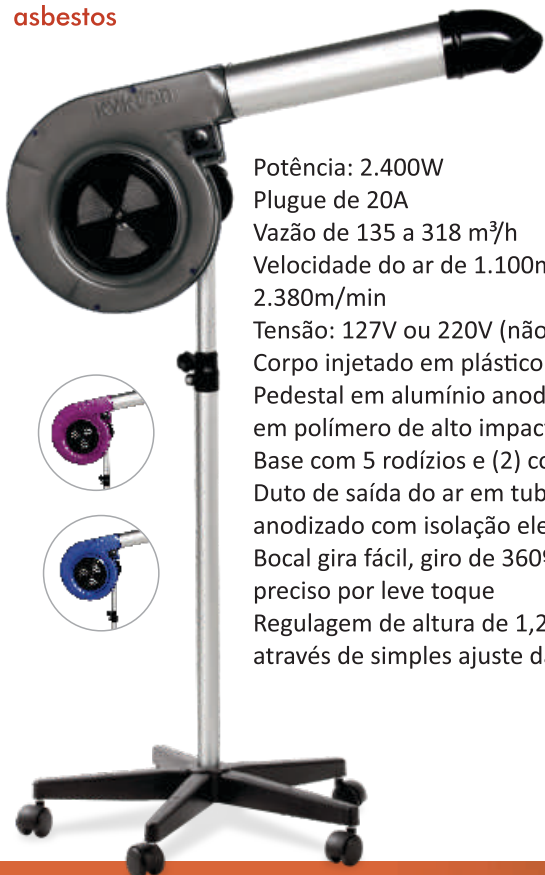 asbestos
kyklon
Potência: 2.400W
Plugue de 20A
Vazão de 135 a 318 m³/h
Velocidade do ar de 1.100m
2.380m/min
Tensão: 127V ou 220V (não
Corpo injetado em plástico
Pedestal em alumínio anod
em polímero de alto impac
Base com 5 rodízios e (2) co
Duto de saída do ar em tub
anodizado com isolação ele
Bocal gira fácil, giro de 360º
preciso por leve toque
Regulagem de altura de 1,2
através de simples ajuste da